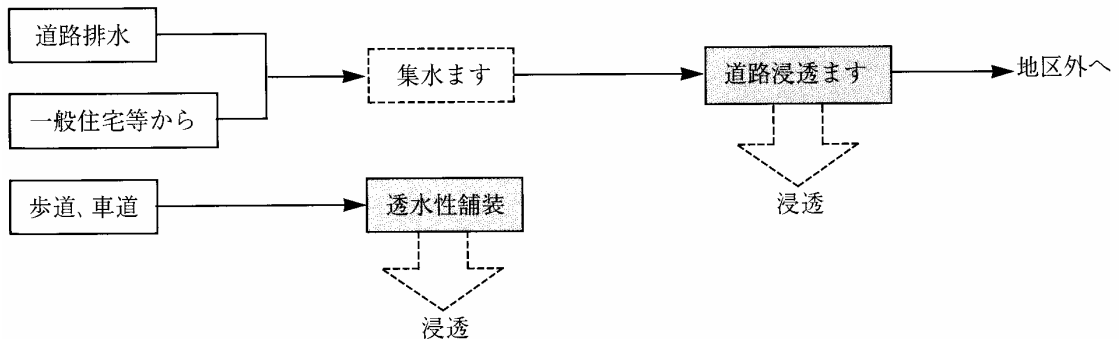 道路排水
集水ます
道路浸透ます
地区外へ
一般住宅等から
歩道、車道
透水性舗装
浸透
浸透